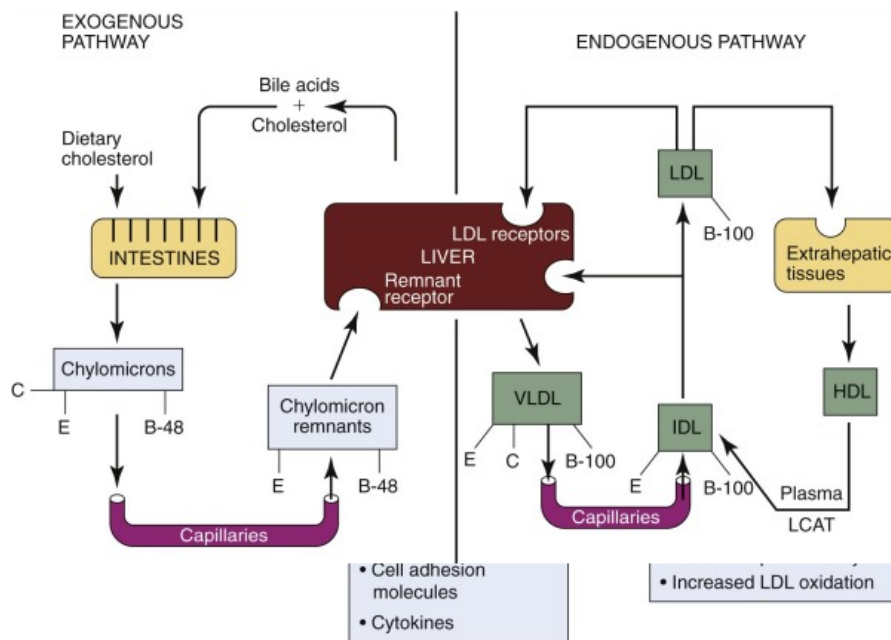 EXOGENOUS
PATHWAY
Bile acids
+
Cholesterol
Dietary
cholesterol
INTESTINES
Chylomicrons
C
E
B-48
Chylomicron
remnants
E
B-48
Capillaries
ENDOGENOUS PATHWAY
LDL
B-100
LDL receptors
LIVER
Remnant
receptor
Extrahepatic
tissues
VLDL
E
C
B-100
IDL
E
B-100
HDL
Capillaries
Plasma
LCAT
• Cell adhesion
molecules
• Cytokines
• Increased LDL oxidation